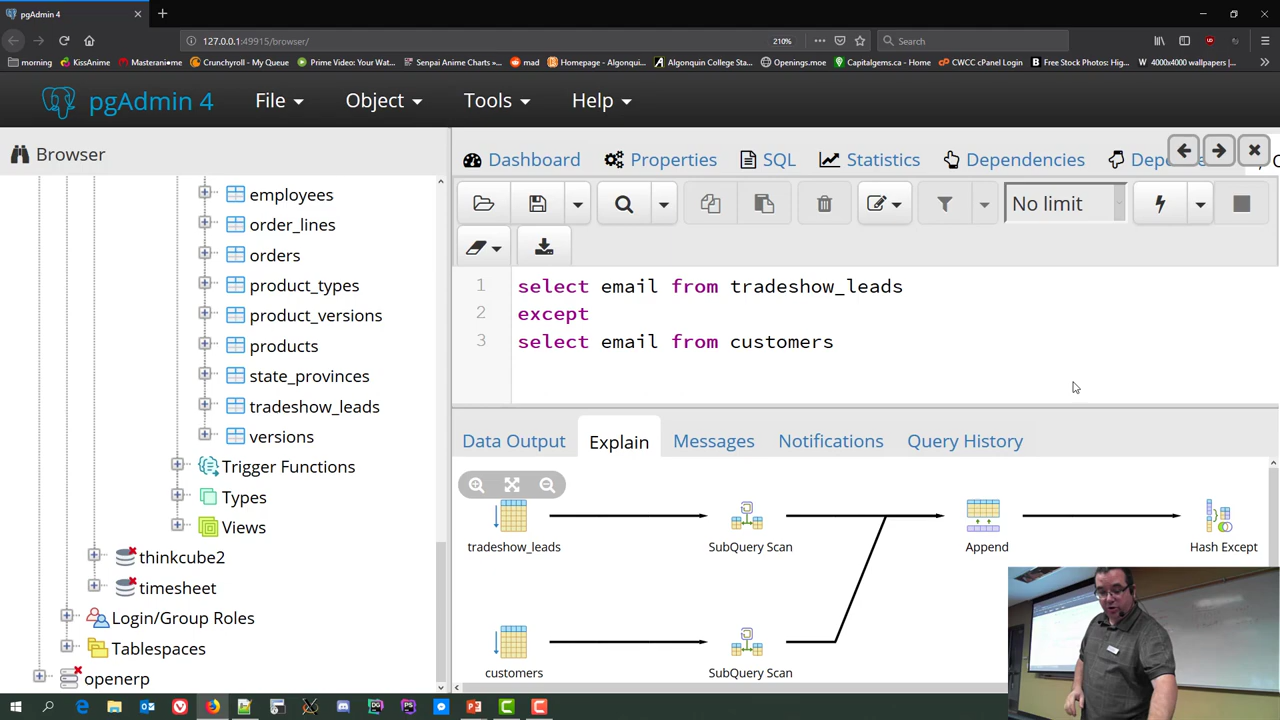 pgAdmin 4
127.0.0.1:49915/browser/
210%
Search
morning
KissAnime
Masterani•me
Crunchyroll - My Queue
Prime Video: Your Wat...
Senpai Anime Charts »...
mad
Homepage - Algonqui...
Algonquin College Sta...
Openings.moe
Capitalgems.ca - Home
CWCC cPanel Login
Free Stock Photos: Hig...
4000x4000 wallpapers |...
pgAdmin 4
File
Object
Tools
Help
Browser
Dashboard
Properties
SQL
Statistics
Dependencies
employees
order_lines
orders
product_types
product_versions
products
state_provinces
tradeshow_leads
versions
Trigger Functions
Types
Views
thinkcube2
timesheet
Login/Group Roles
Tablespaces
openerp
No limit
1 select email from tradeshow_leads
2 except
3 select email from customers
Data Output
Explain
Messages
Notifications
Query History
tradeshow_leads
SubQuery Scan
Append
Hash Except
customers
SubQuery Scan